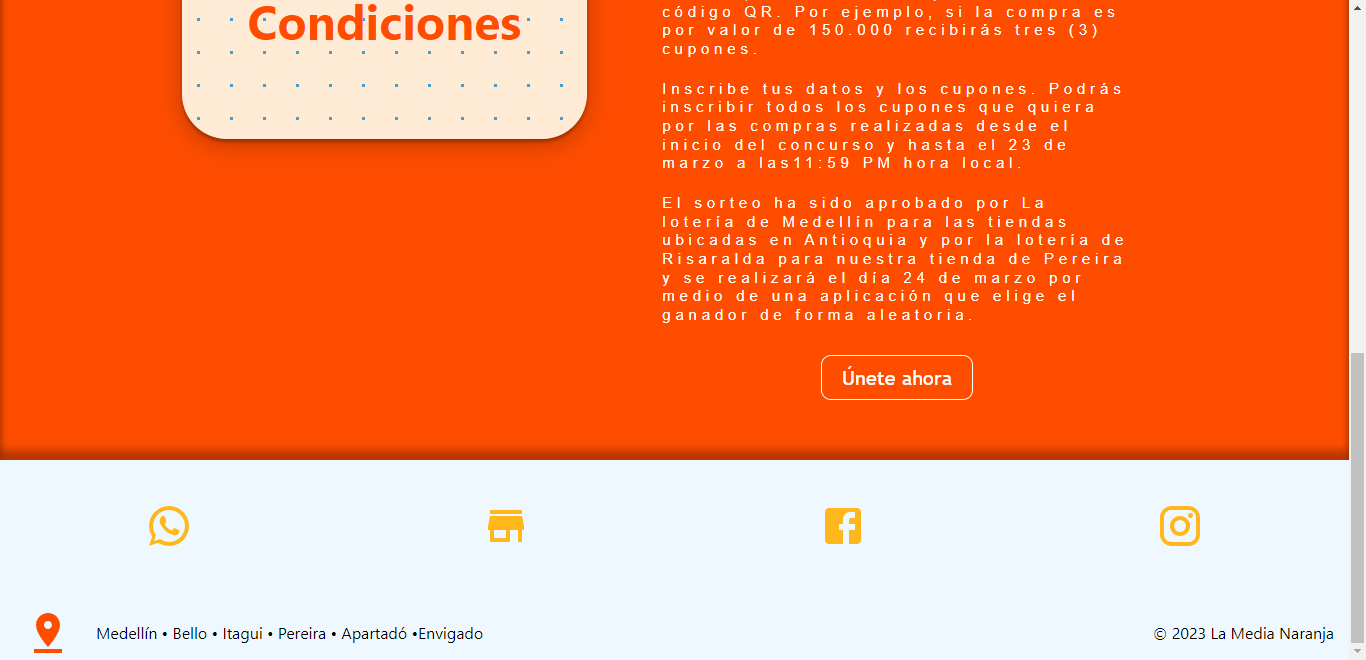 Condiciones
código QR. Por ejemplo, si la compra es
por valor de 150.000 recibirás tres (3)
cupones.
Inscribe tus datos y los cupones. Podrás
inscribir todos los cupones que quiera
por las compras realizadas desde el
inicio del concurso y hasta el 23 de
marzo a las11:59 PM hora local.
El sorteo ha sido aprobado por La
lotería de Medellín para las tiendas
ubicadas en Antioquia y por la lotería de
Risaralda para nuestra tienda de Pereira
y se realizará el día 24 de marzo por
medio de una aplicación que elige el
ganador de forma aleatoria.
Únete ahora
Medellín • Bello • Itagui • Pereira • Apartadó •Envigado
© 2023 La Media Naranja